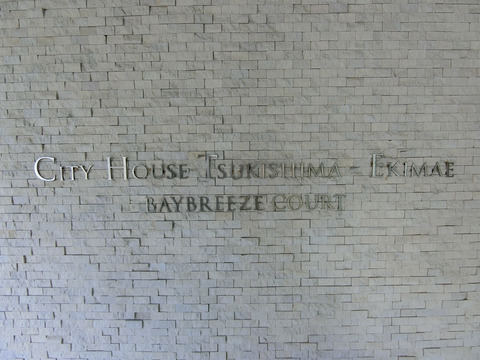 City House Tsukishima - Ekimae
BAYBREEZE COURT